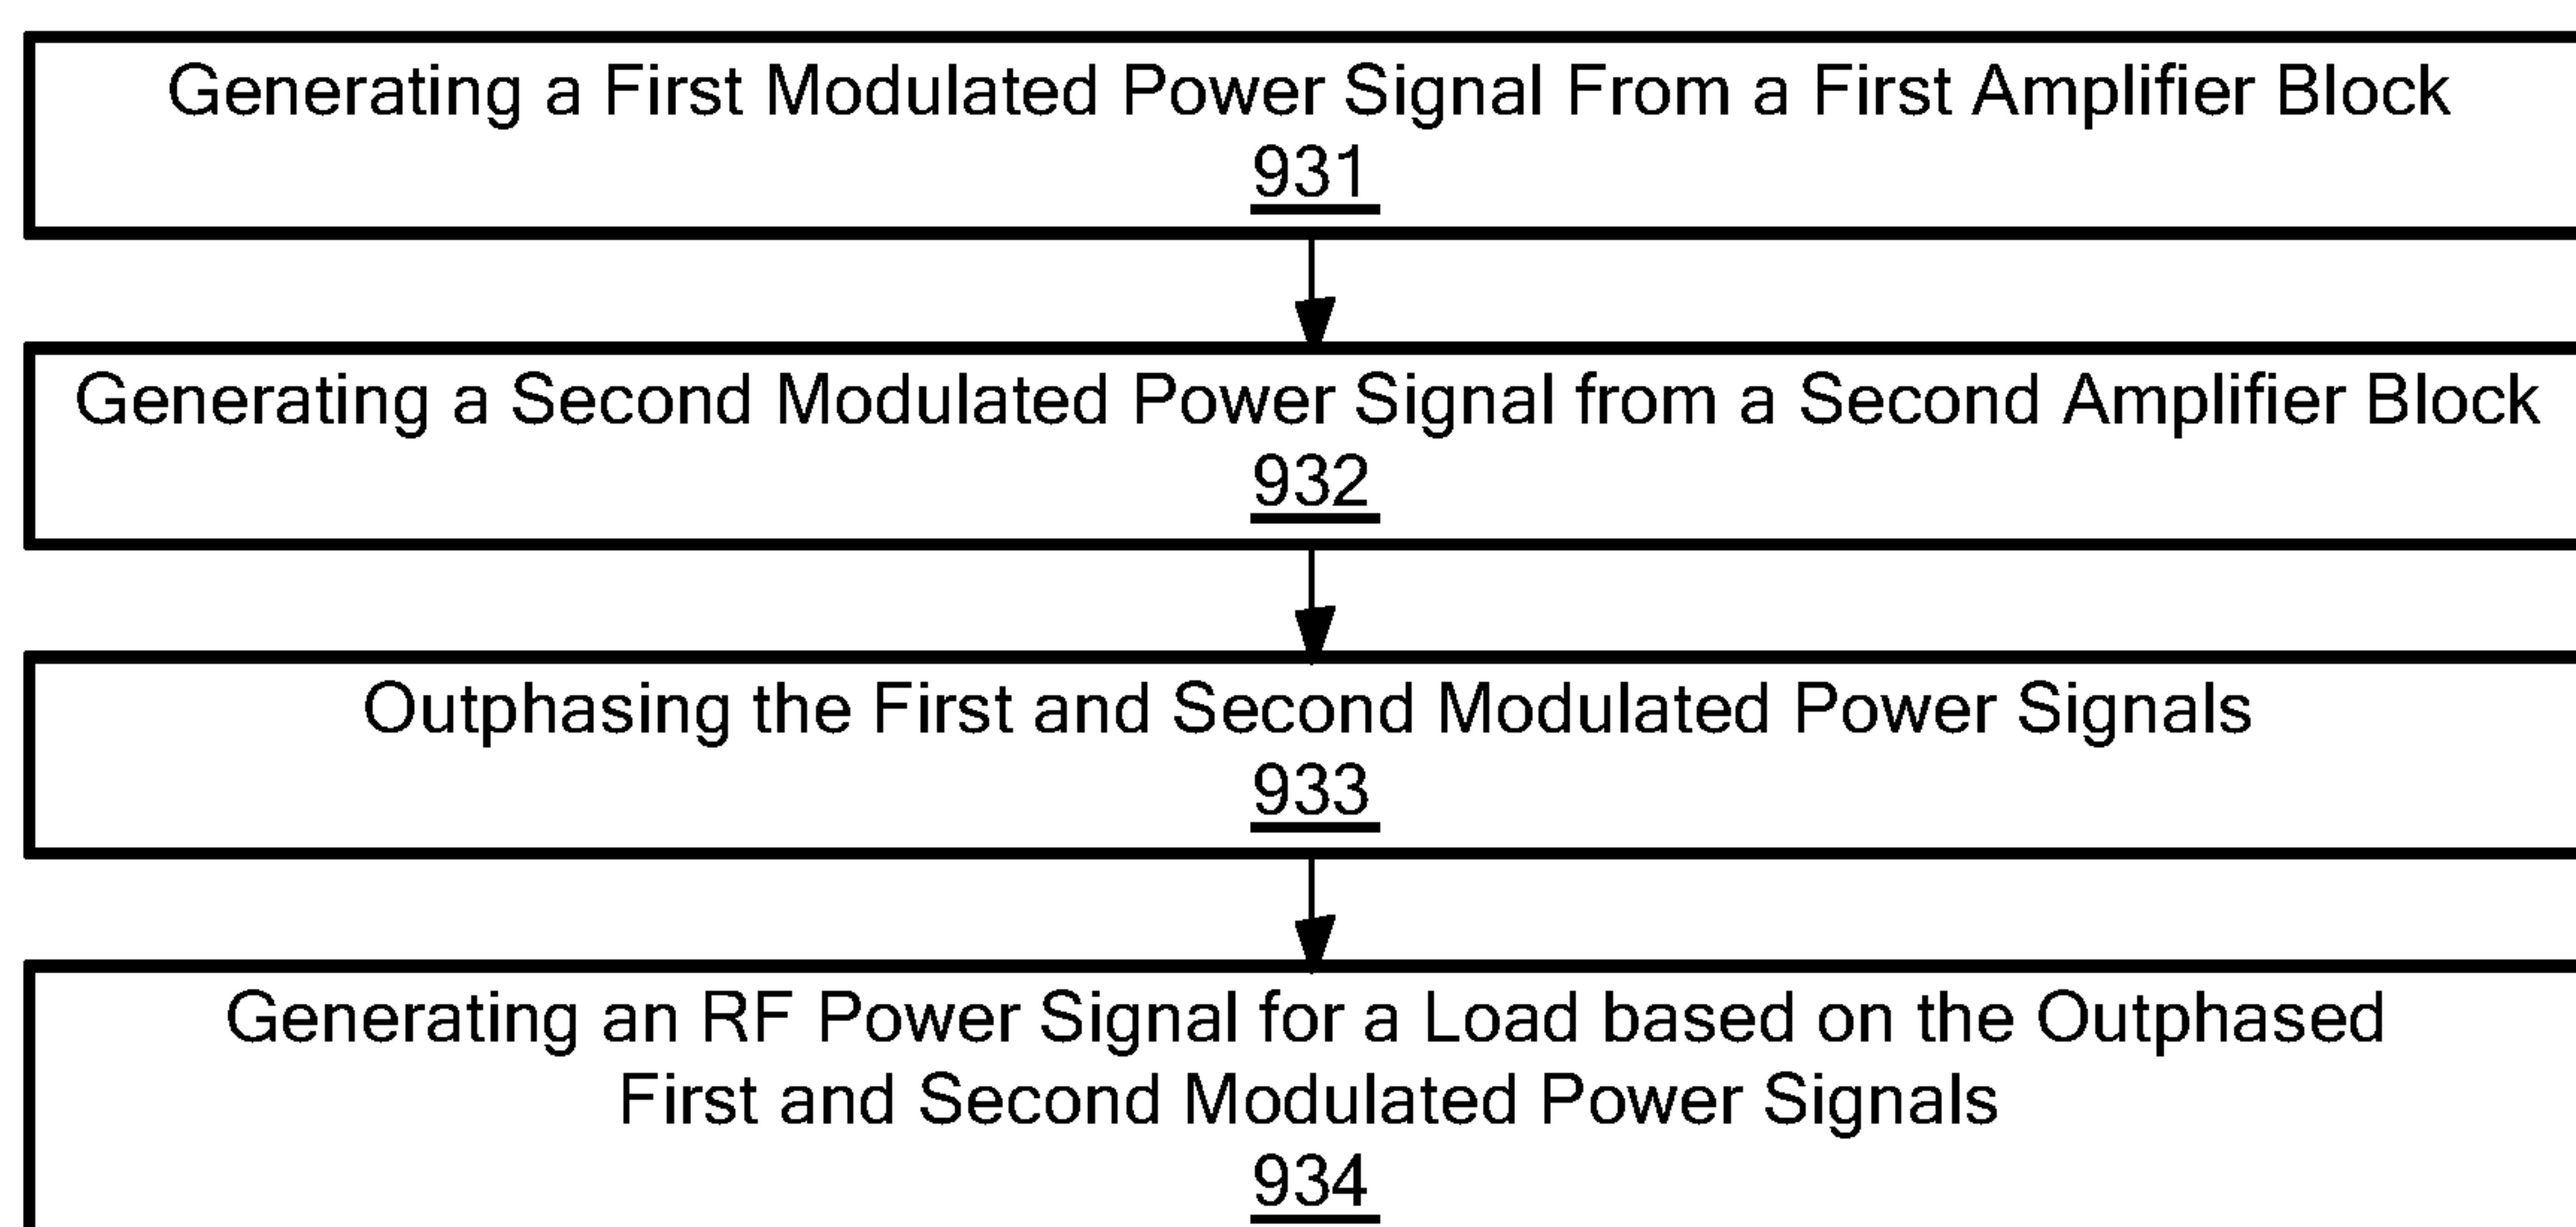 Generating a First Modulated Power Signal From a First Amplifier Block
931
Generating a Second Modulated Power Signal from a Second Amplifier Block
932
Outphasing the First and Second Modulated Power Signals
933
Generating an RF Power Signal for a Load based on the Outphased
First and Second Modulated Power Signals
934